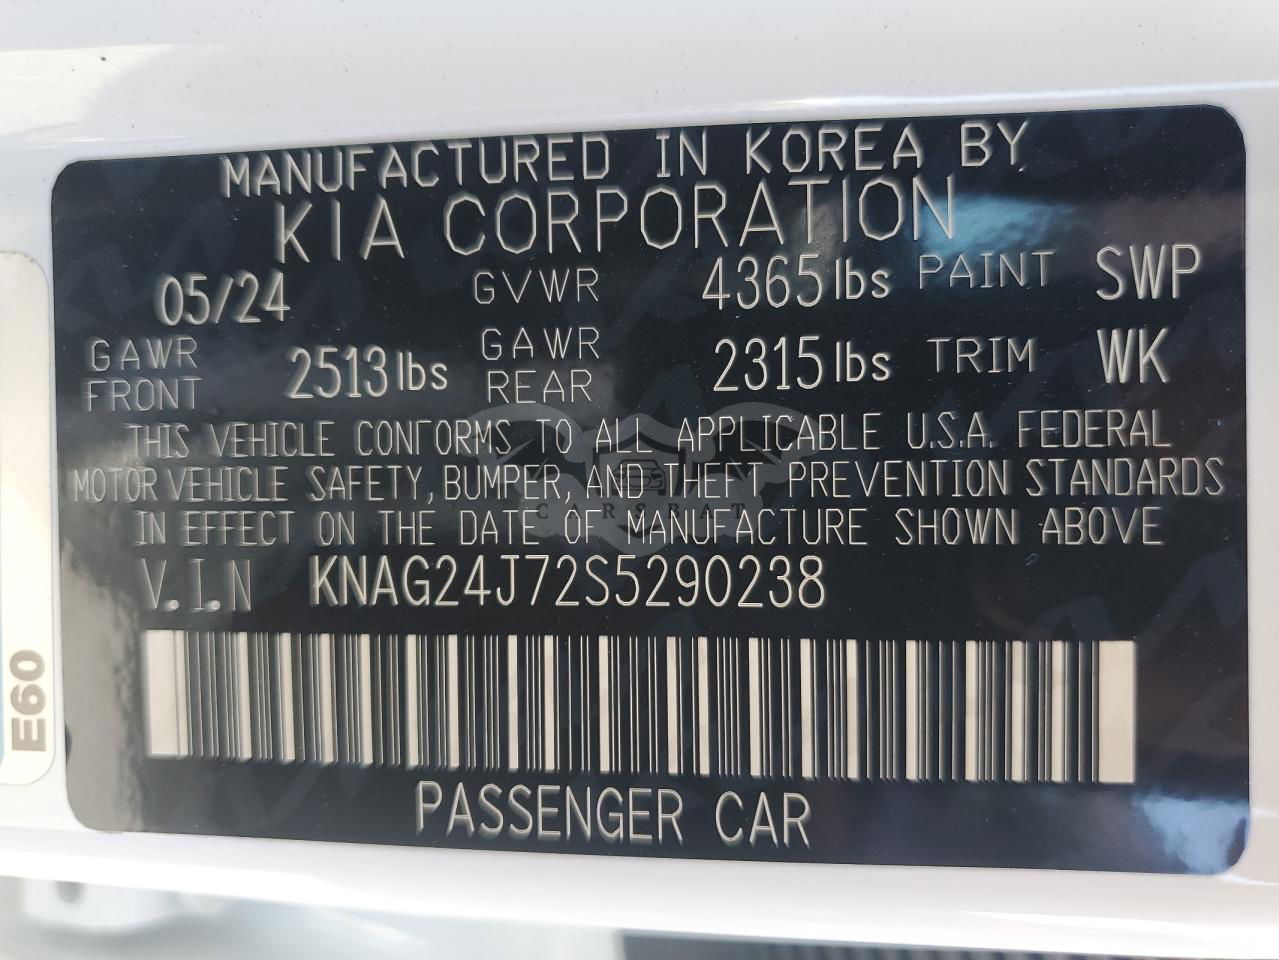 MANUFACTURED IN KOREA BY
KIA CORPORATION
05/24 GVWR 4365 lbs PAINT SWP
GAWR FRONT 2513 lbs GAWR REAR 2315 lbs TRIM WK
THIS VEHICLE CONFORMS TO ALL APPLICABLE U.S.A. FEDERAL
MOTOR VEHICLE SAFETY, BUMPER, AND THEFT PREVENTION STANDARDS
IN EFFECT ON THE DATE OF MANUFACTURE SHOWN ABOVE
V.I.N KNAG24J72S5290238
PASSENGER CAR
E60
CARSBAT